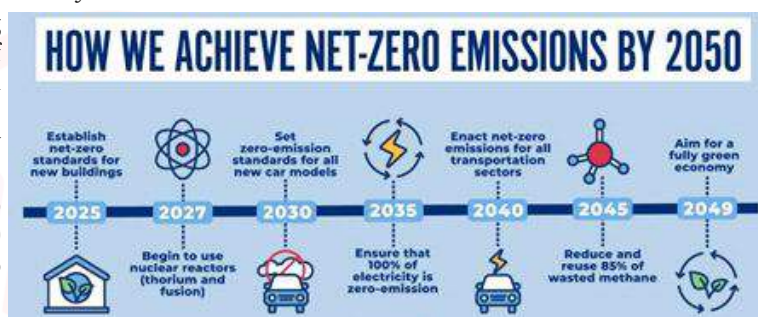 HOW WE ACHIEVE NET-ZERO EMISSIONS BY 2050
Establish
net-zero
standards for
new buildings
2025
2027
Begin to use
nuclear reactors
(thorium and
fusion)
Set
zero-emission
standards for all
new car models
2030
2035
Ensure that
100% of
electricity is
zero-emission
Enact net-zero
emissions for all
transportation
sectors
2040
2045
Reduce and
reuse 85% of
wasted methane
Aim for a
fully green
economy
2049